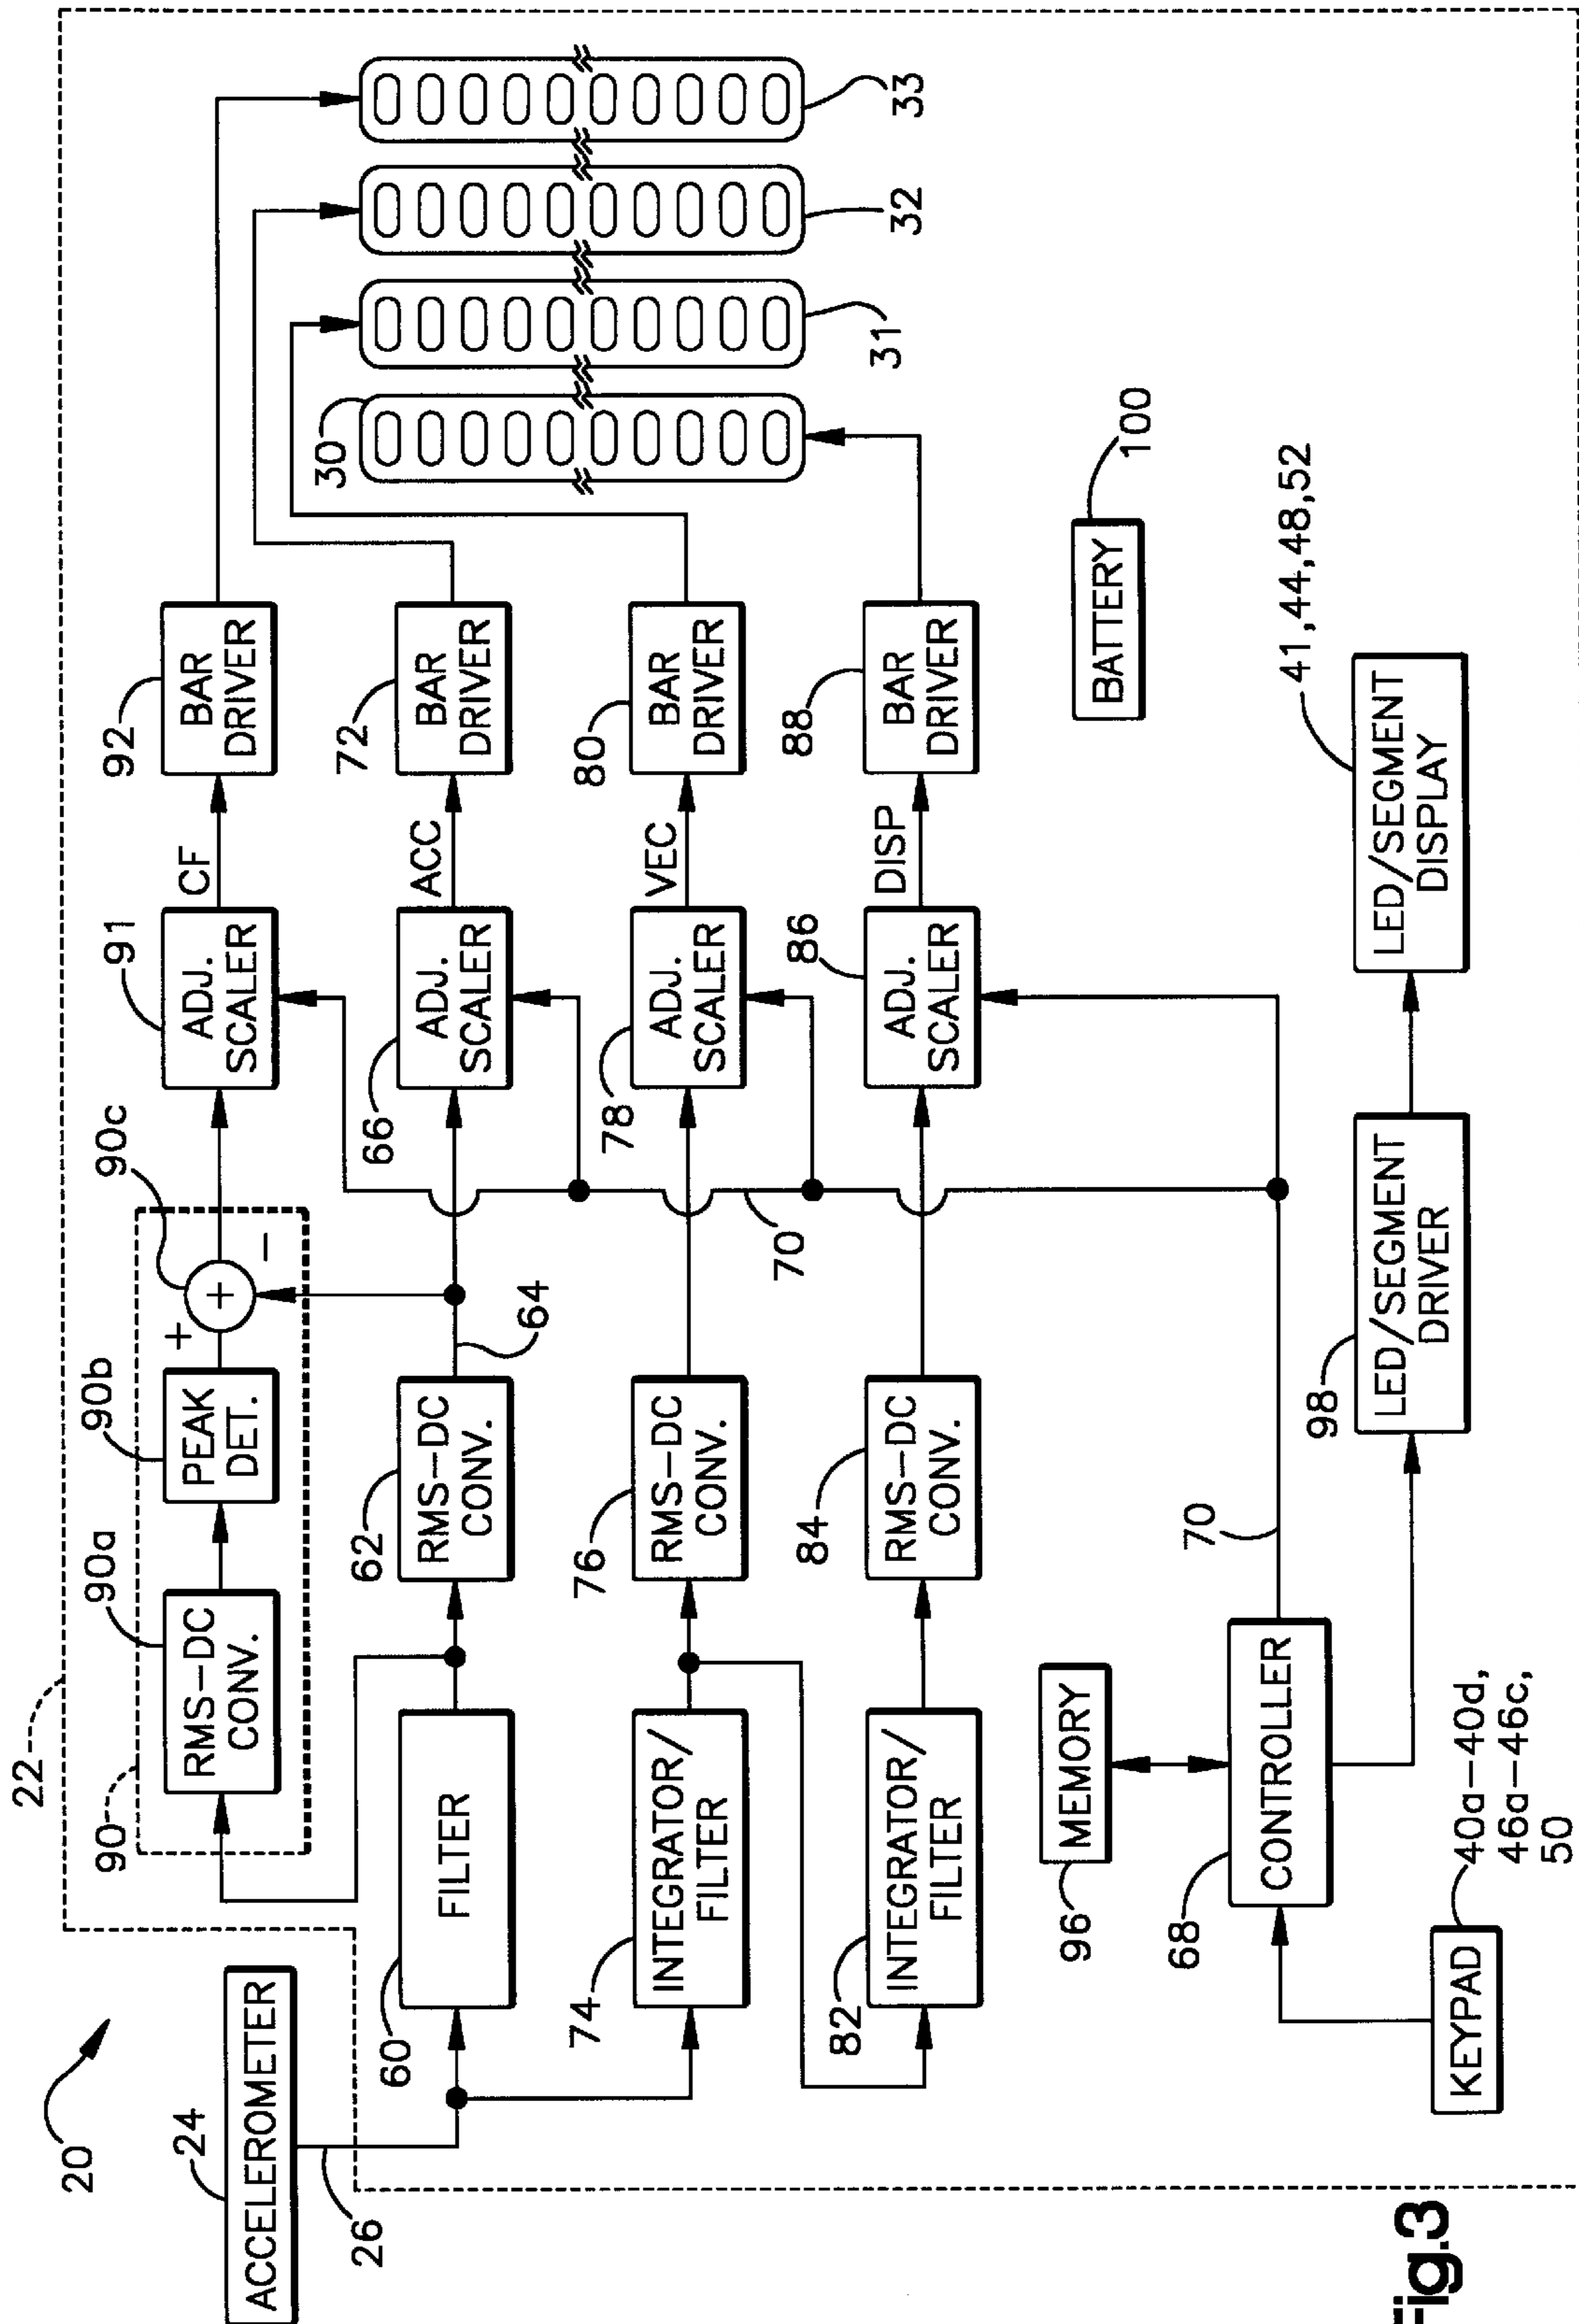 20
24
ACCELEROMETER
26
22
90
90a
RMS–DC
CONV.
90b
PEAK
DET.
90c
+
+
–
91
ADJ.
SCALER
CF
92
BAR
DRIVER
60
FILTER
62
RMS–DC
CONV.
64
66
ADJ.
SCALER
ACC
72
BAR
DRIVER
74
INTEGRATOR/
FILTER
76
RMS–DC
CONV.
70
78
ADJ.
SCALER
VEC
80
BAR
DRIVER
82
INTEGRATOR/
FILTER
84
RMS–DC
CONV.
86
ADJ.
SCALER
DISP
88
BAR
DRIVER
30
31
32
33
96
MEMORY
68
CONTROLLER
70
BATTERY
100
KEYPAD
40a–40d,
46a–46c,
50
98
LED/SEGMENT
DRIVER
LED/SEGMENT
DISPLAY
41,44,48,52
Fig.3